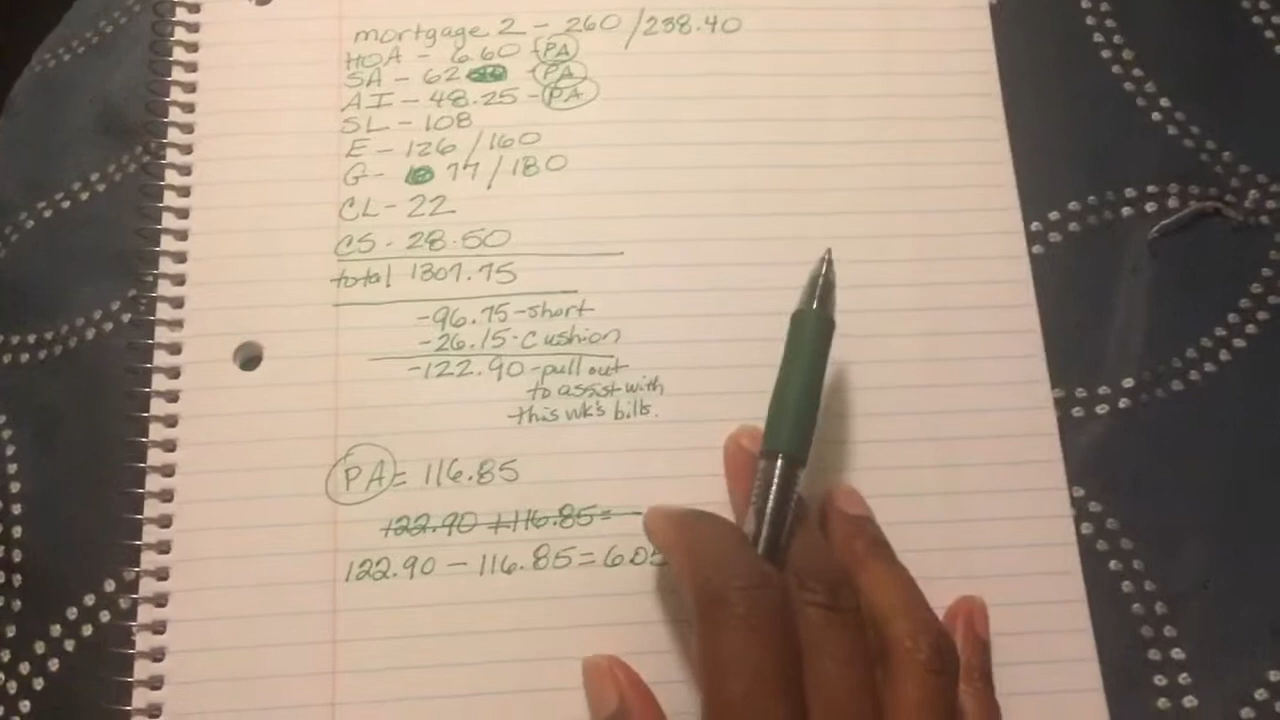 mortgage 2 - 260/238.40
HOA - 6.60 - PA
SA - 62 - PA
AI - 48.25 - PA
SL - 108
E - 126/160
G - 77/180
CL - 22
CS - 28.50
total 1307.75
-96.75 - short
-26.15 - Cushion
-122.90 - pull out
to assist with
this wk's bills.
PA = 116.85
122.90 + 116.85 =
122.90 - 116.85 = 6.05